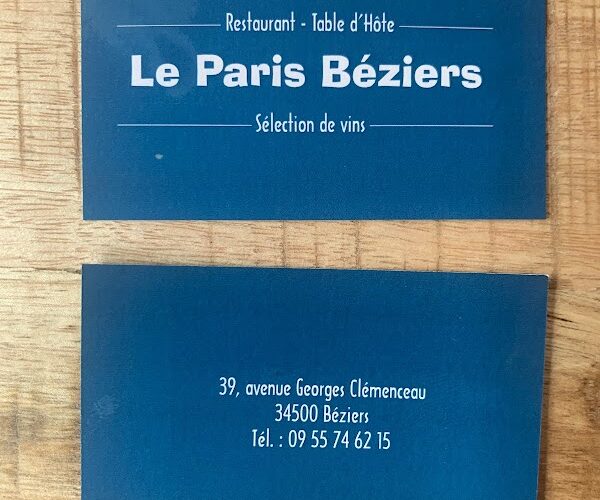 Restaurant - Table d'Hôte
Le Paris Béziers
Sélection de vins
39, avenue Georges Clémenceau
34500 Béziers
Tél. : 09 55 74 62 15